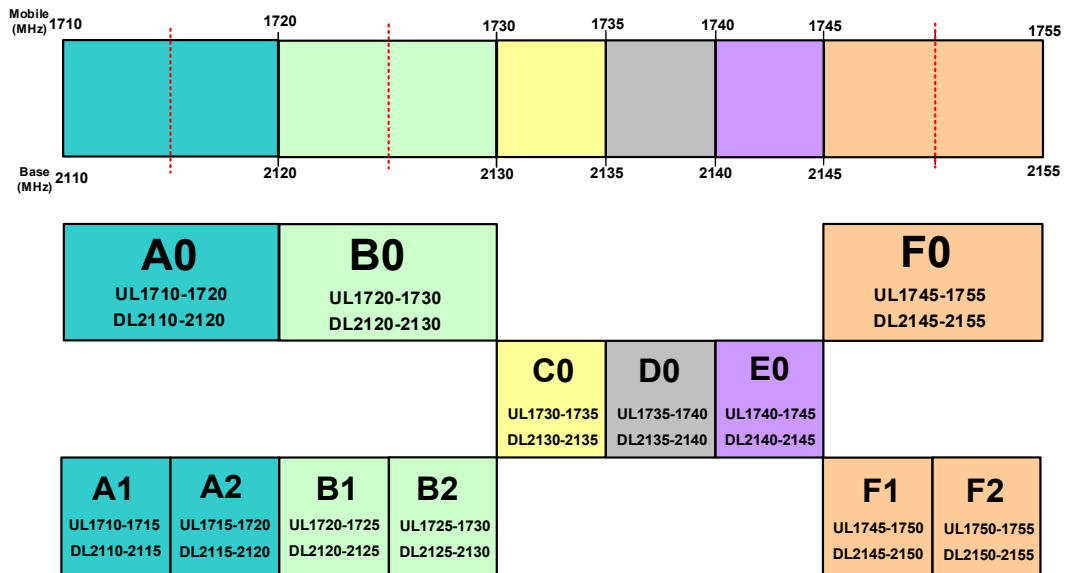 Mobile
(MHz)
1710 1720 1730 1735 1740 1745 1755
Base
(MHz)
2110 2120 2130 2135 2140 2145 2155
A0
UL1710-1720
DL2110-2120
B0
UL1720-1730
DL2120-2130
F0
UL1745-1755
DL2145-2155
C0
UL1730-1735
DL2130-2135
D0
UL1735-1740
DL2135-2140
E0
UL1740-1745
DL2140-2145
A1
UL1710-1715
DL2110-2115
A2
UL1715-1720
DL2115-2120
B1
UL1720-1725
DL2120-2125
B2
UL1725-1730
DL2125-2130
F1
UL1745-1750
DL2145-2150
F2
UL1750-1755
DL2150-2155